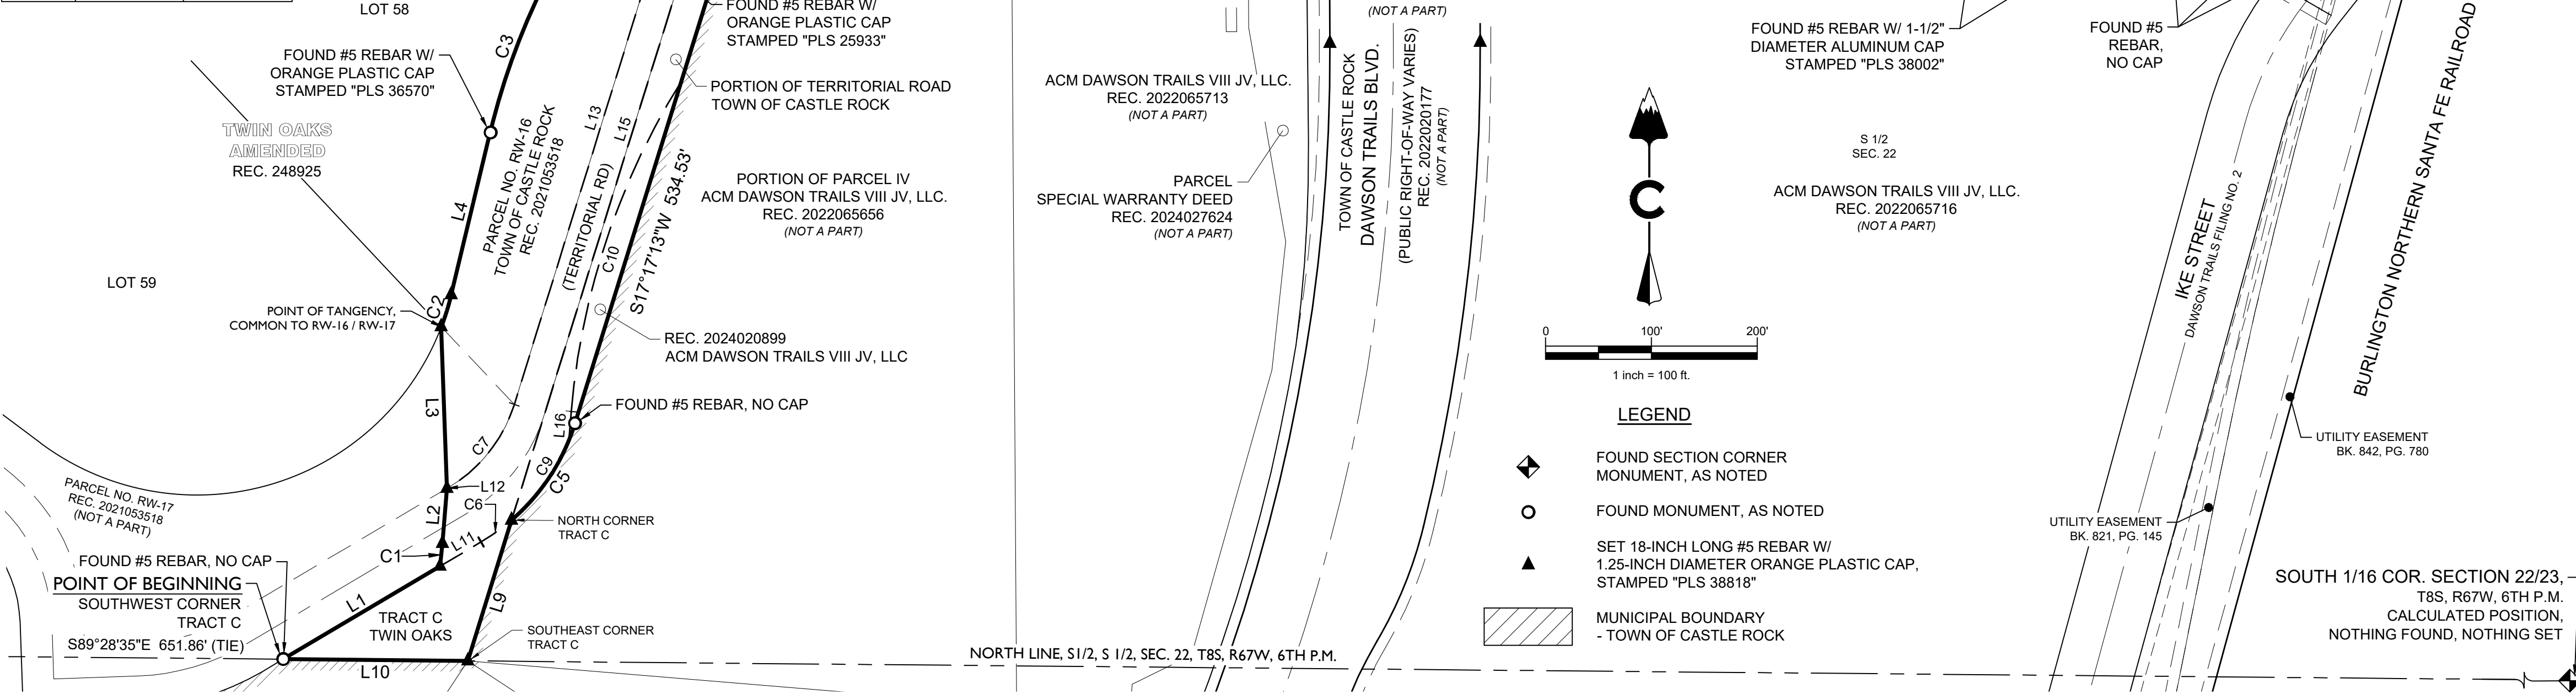 LOT 58
FOUND #5 REBAR W/
ORANGE PLASTIC CAP
STAMPED "PLS 25933"
FOUND #5 REBAR W/
ORANGE PLASTIC CAP
STAMPED "PLS 36570"
C3
TWIN OAKS
AMENDED
REC. 248925
L4
PARCEL NO. RW-16
TOWN OF CASTLE ROCK
REC. 2021053518
L13
L15
(TERRITORIAL RD)
C10
PORTION OF TERRITORIAL ROAD
TOWN OF CASTLE ROCK
S17°17'13"W 534.53'
PORTION OF PARCEL IV
ACM DAWSON TRAILS VIII JV, LLC.
REC. 2022065656
(NOT A PART)
LOT 59
C2
POINT OF TANGENCY,
COMMON TO RW-16 / RW-17
REC. 2024020899
ACM DAWSON TRAILS VIII JV, LLC
L3
L16
FOUND #5 REBAR, NO CAP
C7
C9
C5
PARCEL NO. RW-17
REC. 2021053518
(NOT A PART)
L12
C6
L2
L11
C1
NORTH CORNER
TRACT C
FOUND #5 REBAR, NO CAP
POINT OF BEGINNING
SOUTHWEST CORNER
TRACT C
S89°28'35"E 651.86' (TIE)
L1
TRACT C
TWIN OAKS
L9
SOUTHEAST CORNER
TRACT C
L10
ACM DAWSON TRAILS VIII JV, LLC.
REC. 2022065713
(NOT A PART)
PARCEL
SPECIAL WARRANTY DEED
REC. 2024027624
(NOT A PART)
(NOT A PART)
TOWN OF CASTLE ROCK
DAWSON TRAILS BLVD.
(PUBLIC RIGHT-OF-WAY VARIES)
REC. 2022020177
(NOT A PART)
NORTH LINE, S1/2, S 1/2, SEC. 22, T8S, R67W, 6TH P.M.
C
0
100'
200'
1 inch = 100 ft.
LEGEND
FOUND SECTION CORNER
MONUMENT, AS NOTED
FOUND MONUMENT, AS NOTED
SET 18-INCH LONG #5 REBAR W/
1.25-INCH DIAMETER ORANGE PLASTIC CAP,
STAMPED "PLS 38818"
MUNICIPAL BOUNDARY
- TOWN OF CASTLE ROCK
FOUND #5 REBAR W/ 1-1/2"
DIAMETER ALUMINUM CAP
STAMPED "PLS 38002"
FOUND #5
REBAR,
NO CAP
S 1/2
SEC. 22
ACM DAWSON TRAILS VIII JV, LLC.
REC. 2022065716
(NOT A PART)
IKE STREET
DAWSON TRAILS FILING NO. 2
BURLINGTON NORTHERN SANTA FE RAILROAD
UTILITY EASEMENT
BK. 842, PG. 780
UTILITY EASEMENT
BK. 821, PG. 145
SOUTH 1/16 COR. SECTION 22/23,
T8S, R67W, 6TH P.M.
CALCULATED POSITION,
NOTHING FOUND, NOTHING SET